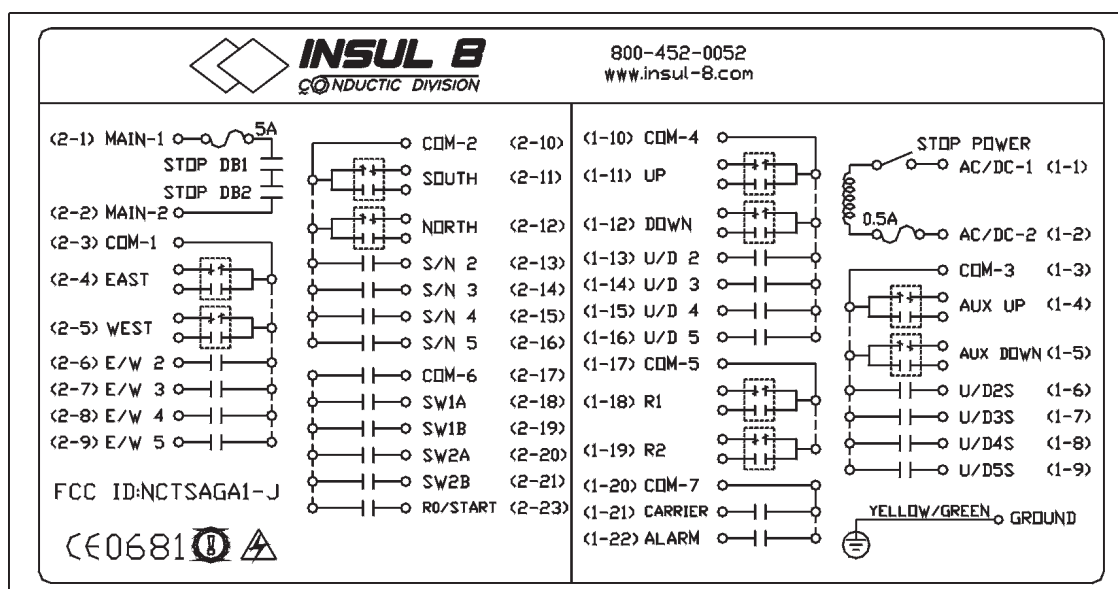 INSUL 8
CONDUCTIC DIVISION
800-452-0052
www.insul-8.com
(2-1) MAIN-1
5A
STOP DB1
STOP DB2
(2-2) MAIN-2
(2-3) COM-1
(2-4) EAST
(2-5) WEST
(2-6) E/W 2
(2-7) E/W 3
(2-8) E/W 4
(2-9) E/W 5
FCC ID:NCTSAGA1-J
CE0681
COM-2 (2-10)
SOUTH (2-11)
NORTH (2-12)
S/N 2 (2-13)
S/N 3 (2-14)
S/N 4 (2-15)
S/N 5 (2-16)
COM-6 (2-17)
SW1A (2-18)
SW1B (2-19)
SW2A (2-20)
SW2B (2-21)
R0/START (2-23)
(1-10) COM-4
(1-11) UP
(1-12) DOWN
(1-13) U/D 2
(1-14) U/D 3
(1-15) U/D 4
(1-16) U/D 5
(1-17) COM-5
(1-18) R1
(1-19) R2
(1-20) COM-7
(1-21) CARRIER
(1-22) ALARM
STOP POWER
AC/DC-1 (1-1)
0.5A
AC/DC-2 (1-2)
COM-3 (1-3)
AUX UP (1-4)
AUX DOWN (1-5)
U/D2S (1-6)
U/D3S (1-7)
U/D4S (1-8)
U/D5S (1-9)
YELLOW/GREEN
GROUND